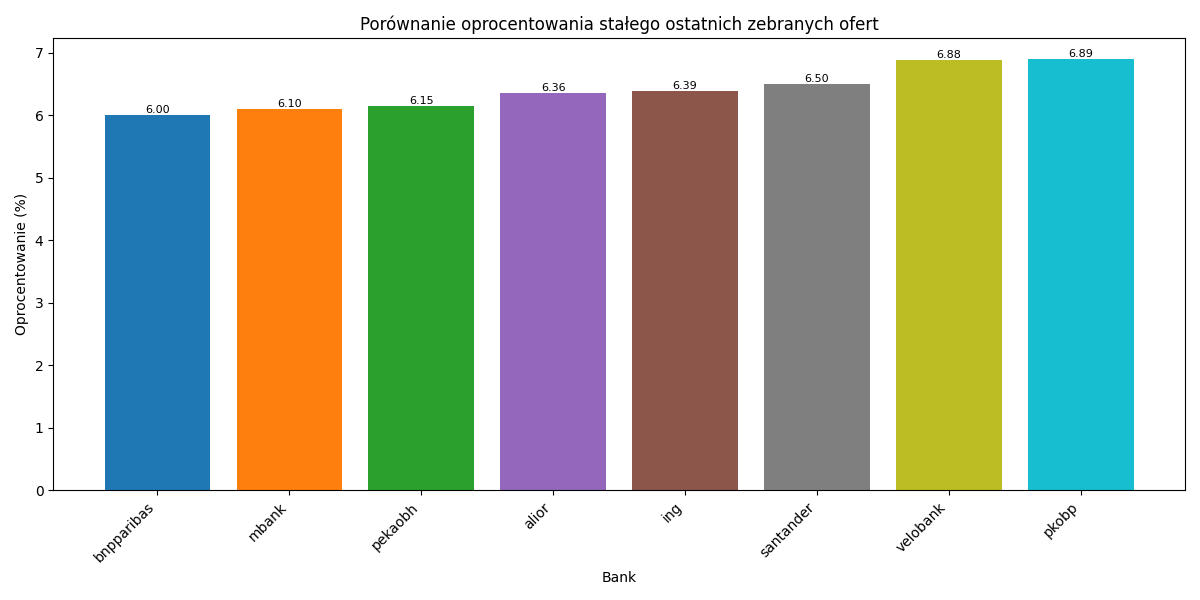 Porównanie oprocentowania stałego ostatnich zebranych ofert
Oprocentowanie (%)
7
6
5
4
3
2
1
0
6.00
6.10
6.15
6.36
6.39
6.50
6.88
6.89
bnpparibas
mbank
pekaobh
alior
ing
santander
velobank
pkobp
Bank